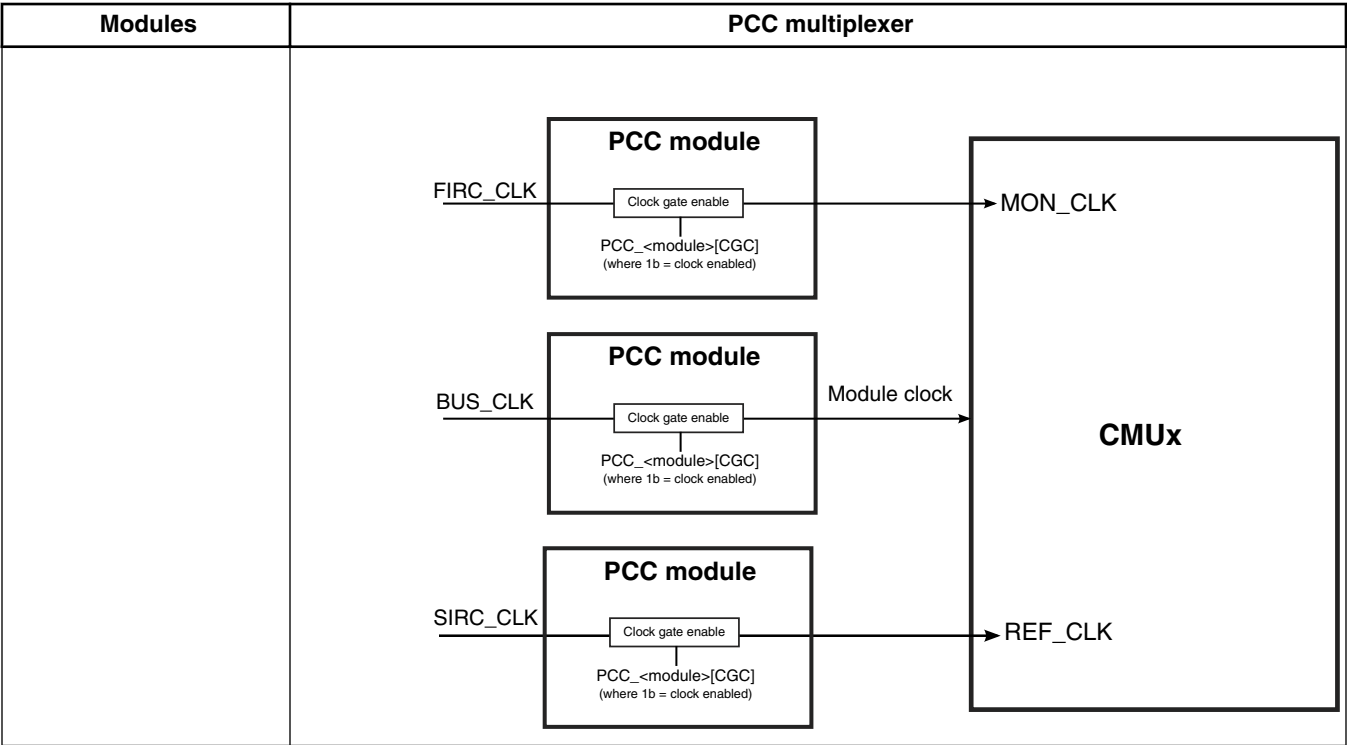 Modules
PCC multiplexer
PCC module
FIRC_CLK
Clock gate enable
MON_CLK
PCC_<module>[CGC]
(where 1b = clock enabled)
PCC module
BUS_CLK
Clock gate enable
Module clock
PCC_<module>[CGC]
(where 1b = clock enabled)
CMUx
PCC module
SIRC_CLK
Clock gate enable
REF_CLK
PCC_<module>[CGC]
(where 1b = clock enabled)